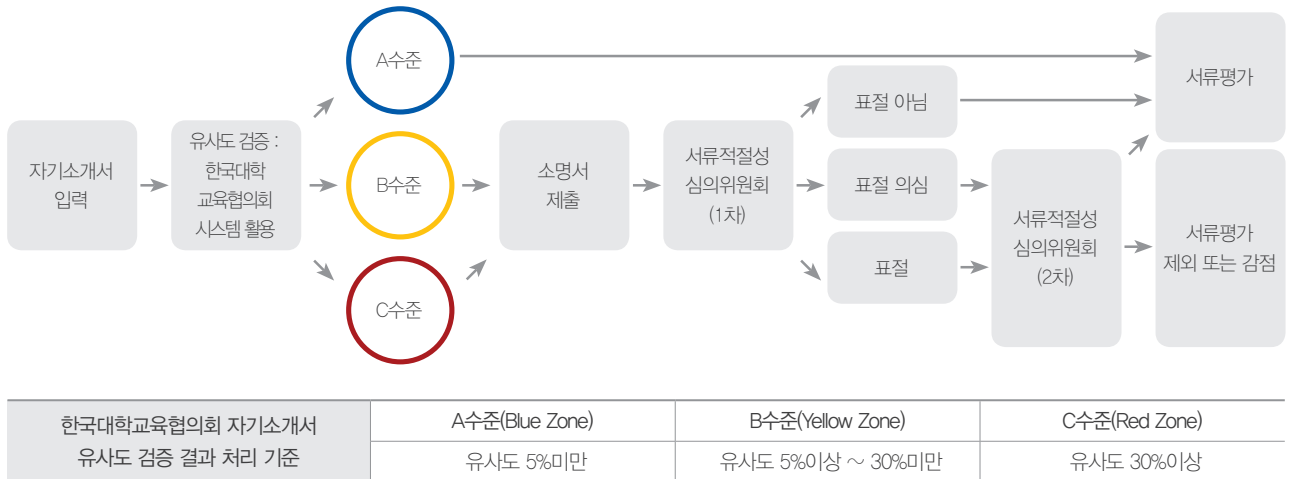 자기소개서
입력
유사도 검증 :
한국대학
교육협의회
시스템 활용
A수준
B수준
C수준
소명서
제출
서류적절성
심의위원회
(1차)
표절 아님
표절 의심
표절
서류적절성
심의위원회
(2차)
서류평가
서류평가
제외 또는 감점
한국대학교육협의회 자기소개서
유사도 검증 결과 처리 기준
A수준(Blue Zone)
B수준(Yellow Zone)
C수준(Red Zone)
유사도 5%미만
유사도 5%이상 ~ 30%미만
유사도 30%이상